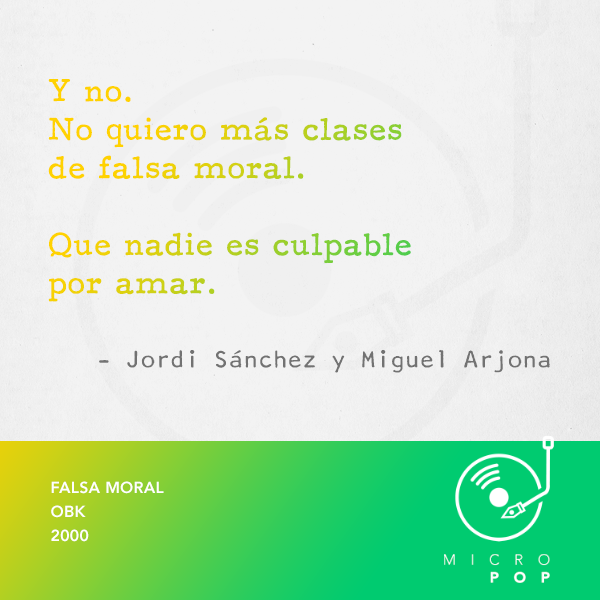 Y no.
No quiero más clases
de falsa moral.
Que nadie es culpable
por amar.
– Jordi Sánchez y Miguel Arjona
FALSA MORAL
OBK
2000
MICRO
POP